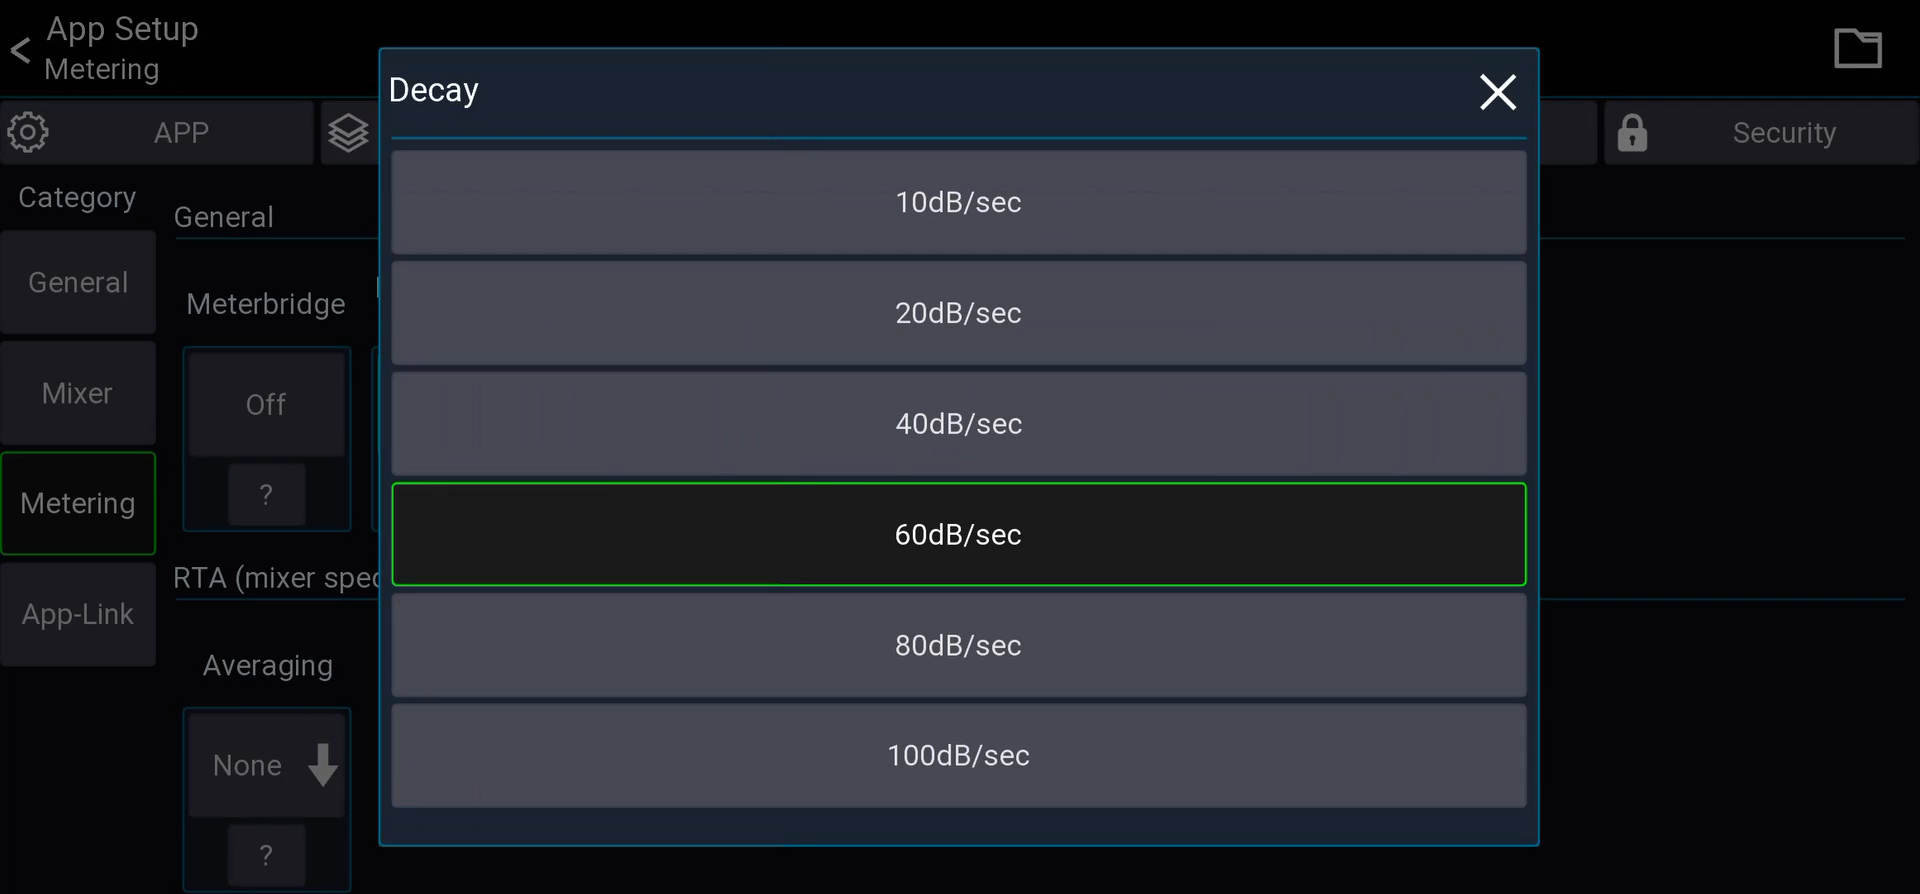 App Setup
Metering
APP
Security
Category
General
Mixer
Metering
App-Link
General
Meterbridge
Off
?
RTA (mixer spec
Averaging
None
?
Decay
10dB/sec
20dB/sec
40dB/sec
60dB/sec
80dB/sec
100dB/sec